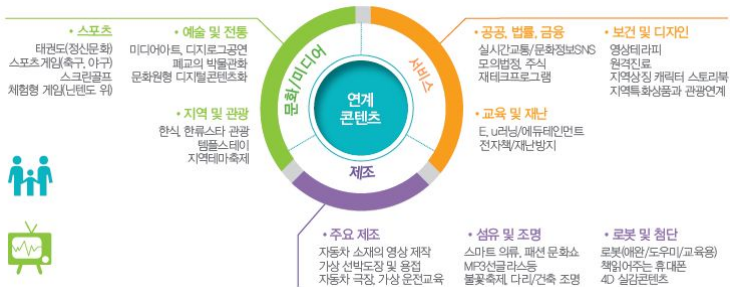 • 스포츠
태권도(정신문화)
스포츠게임(축구, 야구)
스크린골프
체험형 게임(닌텐도 위)
• 예술 및 전통
미디어아트, 디지로그공연
폐교의 박물관화
문화원형 디지털콘텐츠화
• 지역 및 관광
한식, 한류스타 관광
템플스테이
지역테마축제
문화/미디어
서비스
제조
연계
콘텐츠
• 공공, 법률, 금융
실시간교통/문화정보SNS
모의법정, 주식
재테크프로그램
• 보건 및 디자인
영상테라피
원격진료
지역상징 캐릭터 스토리북
지역특화상품과 관광연계
• 교육 및 재난
E, u러닝/에듀테인먼트
전자책/재난방지
• 주요 제조
자동차 소재의 영상 제작
가상 선박도장 및 용접
자동차 극장, 가상 운전교육
• 섬유 및 조명
스마트 의류, 패션 문화쇼
MP3선글라스등
불꽃축제, 다리/건축 조명
• 로봇 및 첨단
로봇(애완/도우미/교육용)
책읽어주는 휴대폰
4D 실감콘텐츠